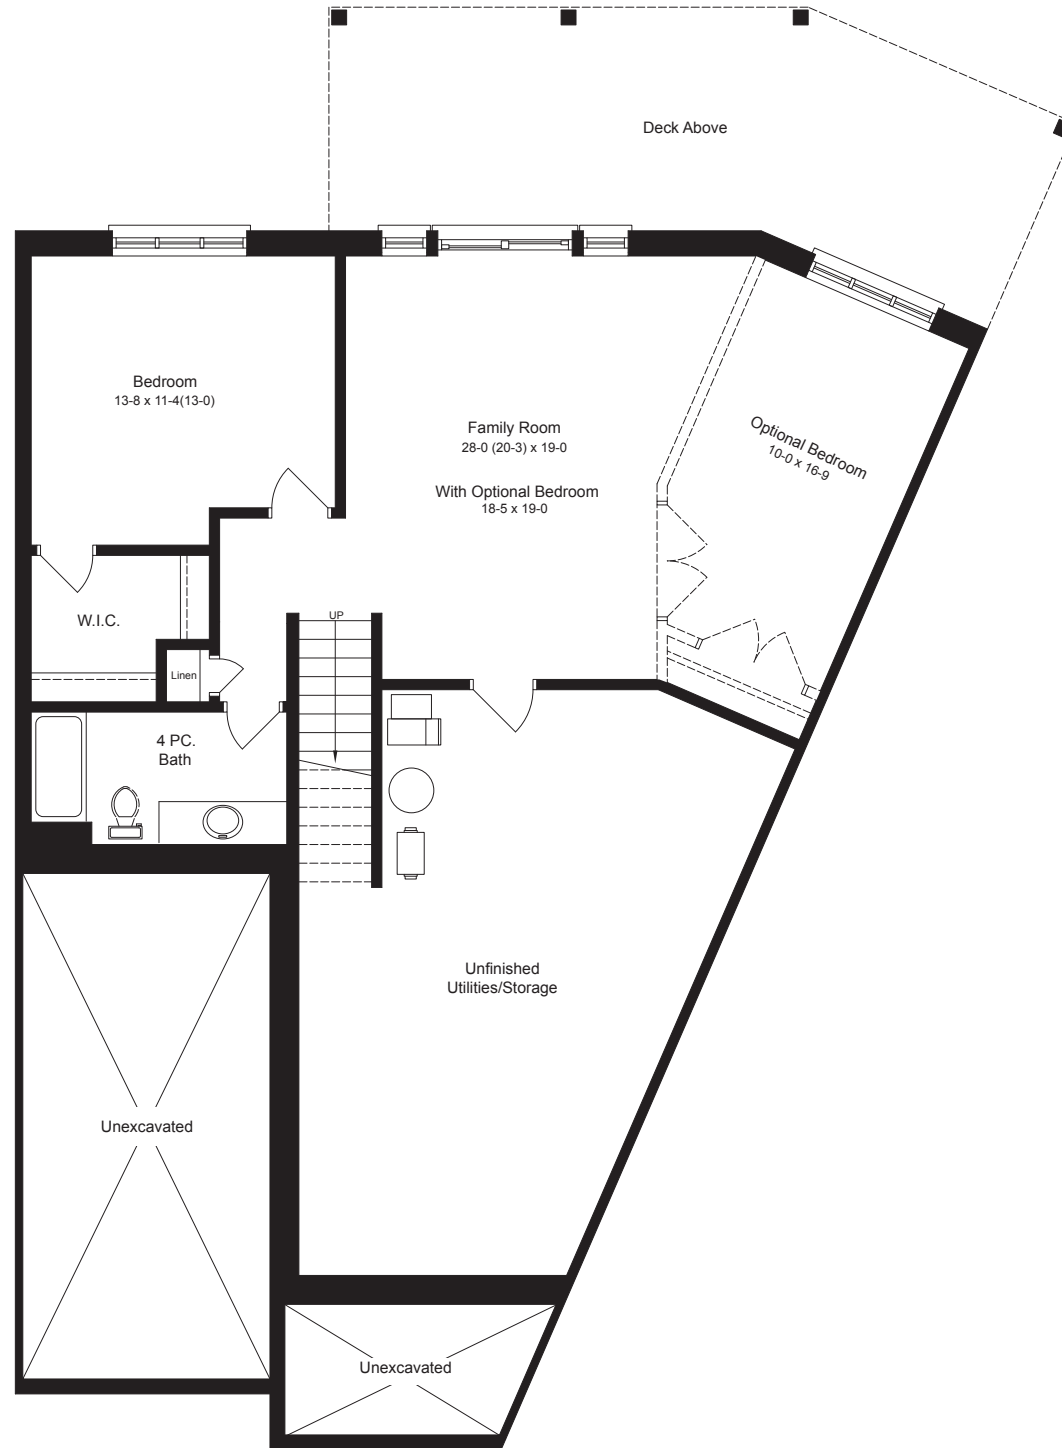 Deck Above
Bedroom
13-8 x 11-4(13-0)
Family Room
28-0 (20-3) x 19-0
With Optional Bedroom
18-5 x 19-0
Optional Bedroom
10-0 x 16-9
W.I.C.
UP
Linen
4 PC.
Bath
Unfinished
Utilities/Storage
Unexcavated
Unexcavated